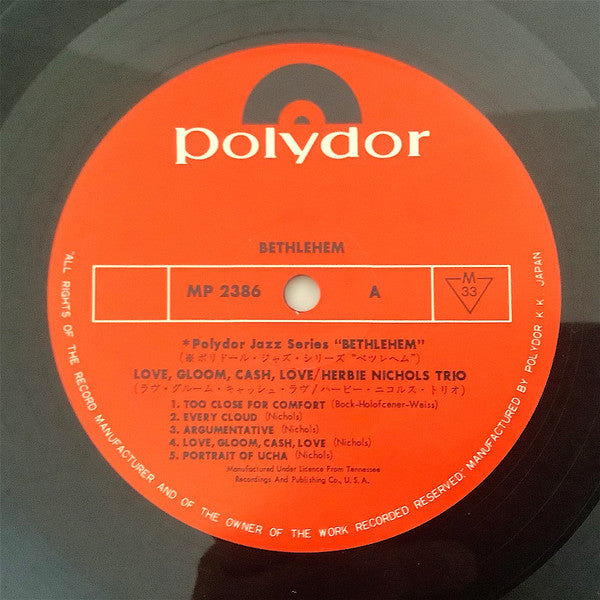 polydor
BETHLEHEM
MP 2386 A M 33
*Polydor Jazz Series "BETHLEHEM"
(※ポリドール・ジャズ・シリーズ "ベツレヘム")
LOVE, GLOOM, CASH, LOVE/HERBIE NICHOLS TRIO
(ラヴ・グルーム・キャッシュ・ラヴ/ハービー・ニコルス・トリオ)
1. TOO CLOSE FOR COMFORT (Bock-Holofcener-Weiss)
2. EVERY CLOUD (Nichols)
3. ARGUMENTATIVE (Nichols)
4. LOVE, GLOOM, CASH, LOVE (Nichols)
5. PORTRAIT OF UCHA (Nichols)
Manufactured Under Licence From Tennessee
Recordings And Publishing Co., U.S.A.
"ALL RIGHTS OF THE RECORD MANUFACTURER AND OF THE OWNER OF THE WORK RECORDED RESERVED." MANUFACTURED BY POLYDOR K.K. JAPAN